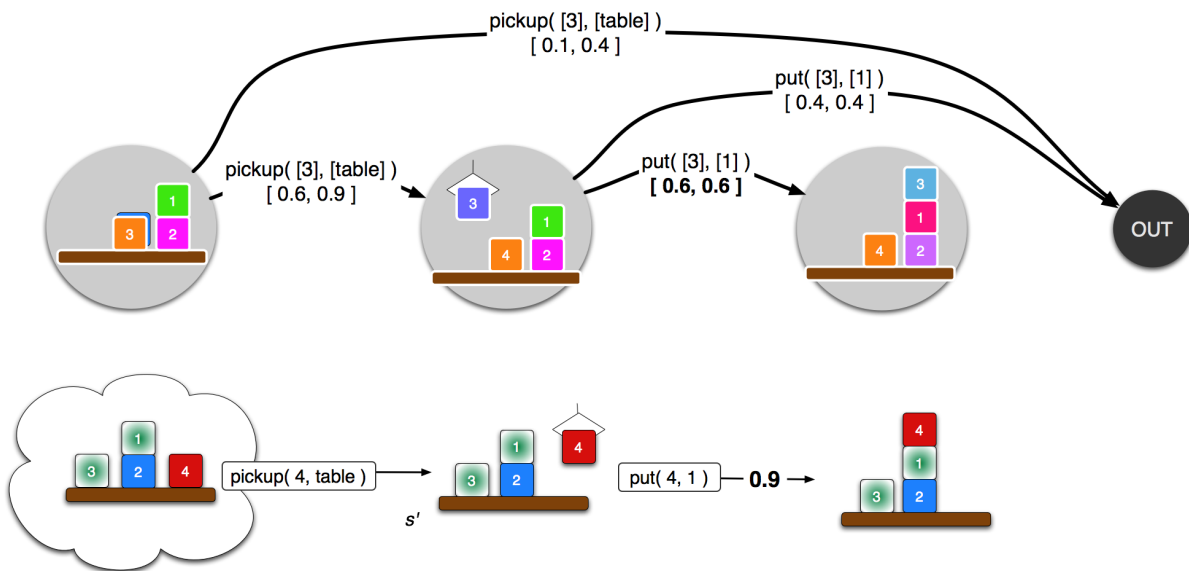 pickup( [3], [table] )
[ 0.1, 0.4 ]
put( [3], [1] )
[ 0.4, 0.4 ]
pickup( [3], [table] )
[ 0.6, 0.9 ]
put( [3], [1] )
[ 0.6, 0.6 ]
1
3
2
3
1
4
2
3
1
4
2
OUT
1
3
2
4
pickup( 4, table )
s'
1
4
3
2
put( 4, 1 )
0.9
4
1
3
2